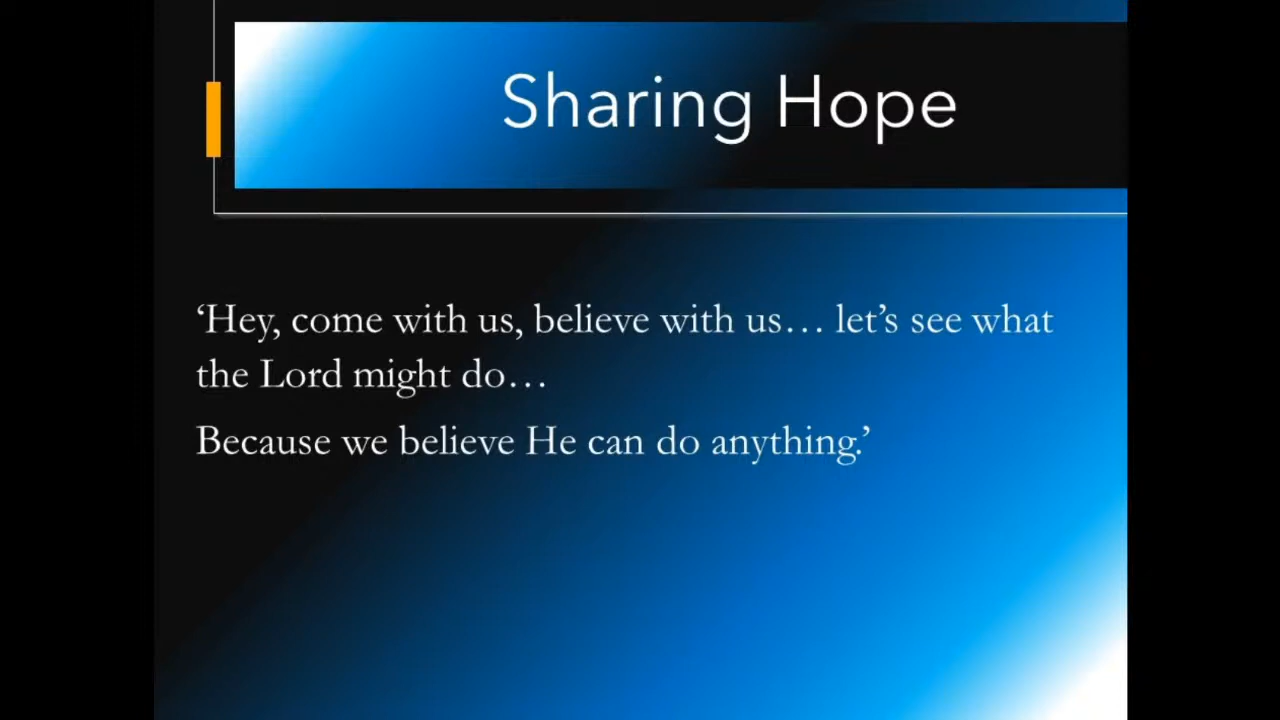 Sharing Hope
‘Hey, come with us, believe with us… let’s see what
the Lord might do…
Because we believe He can do anything.’